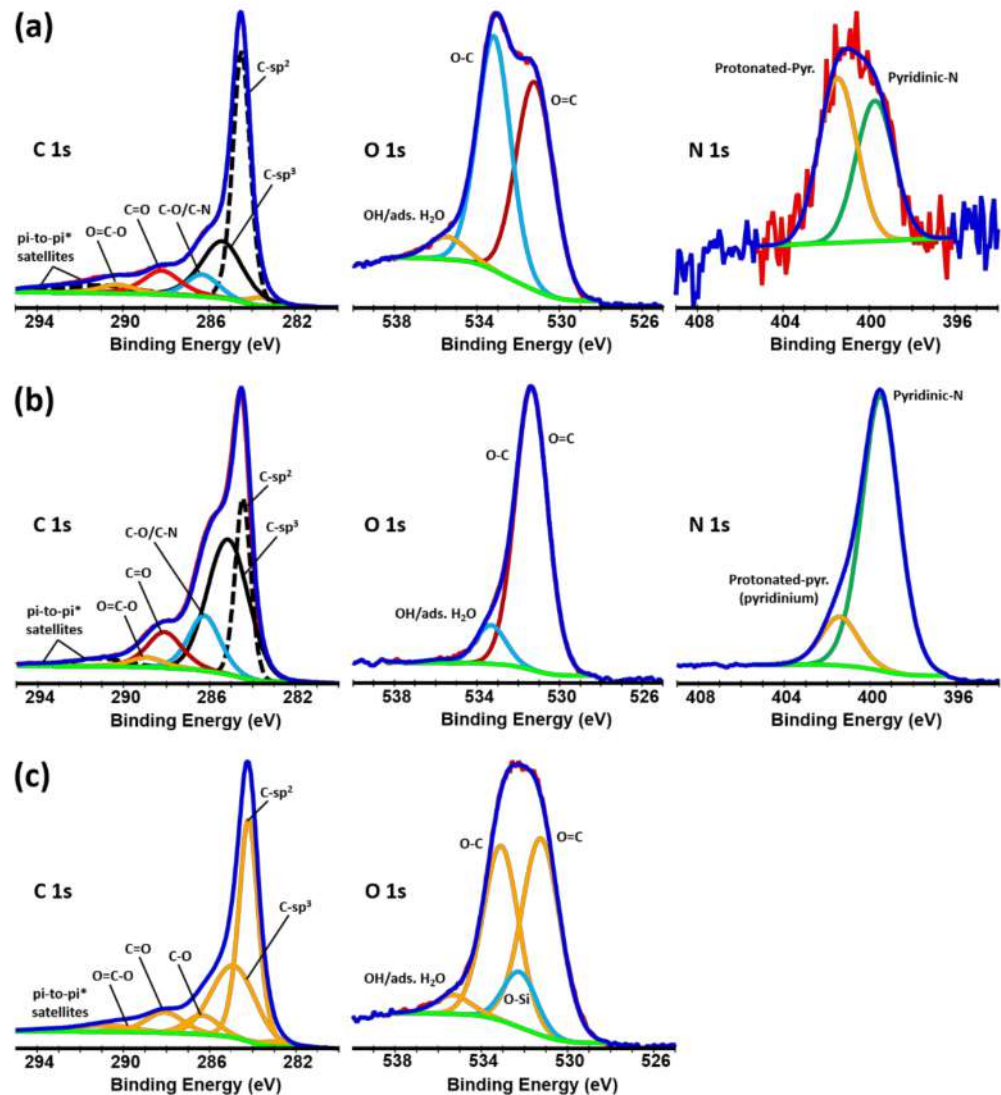 (a)
C 1s
C-sp²
C-sp³
C-O/C-N
C=O
O=C-O
pi-to-pi*
satellites
294 290 286 282
Binding Energy (eV)
O 1s
O-C
O=C
OH/ads. H₂O
538 534 530 526
Binding Energy (eV)
N 1s
Protonated-Pyr.
Pyridinic-N
408 404 400 396
Binding Energy (eV)
(b)
C 1s
C-sp²
C-sp³
C-O/C-N
C=O
O=C-O
pi-to-pi*
satellites
294 290 286 282
Binding Energy (eV)
O 1s
O-C
O=C
OH/ads. H₂O
538 534 530 526
Binding Energy (eV)
N 1s
Pyridinic-N
Protonated-pyr.
(pyridinium)
408 404 400 396
Binding Energy (eV)
(c)
C 1s
C-sp²
C-sp³
C-O
C=O
O=C-O
pi-to-pi*
satellites
294 290 286 282
Binding Energy (eV)
O 1s
O-C
O=C
OH/ads. H₂O
O-Si
538 534 530 526
Binding Energy (eV)